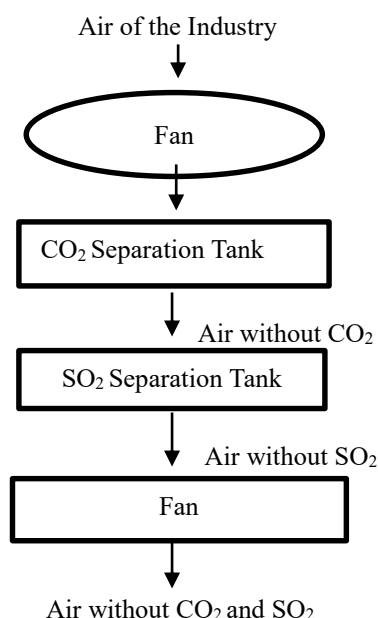 Air of the Industry
Fan
CO₂ Separation Tank
Air without CO₂
SO₂ Separation Tank
Air without SO₂
Fan
Air without CO₂ and SO₂